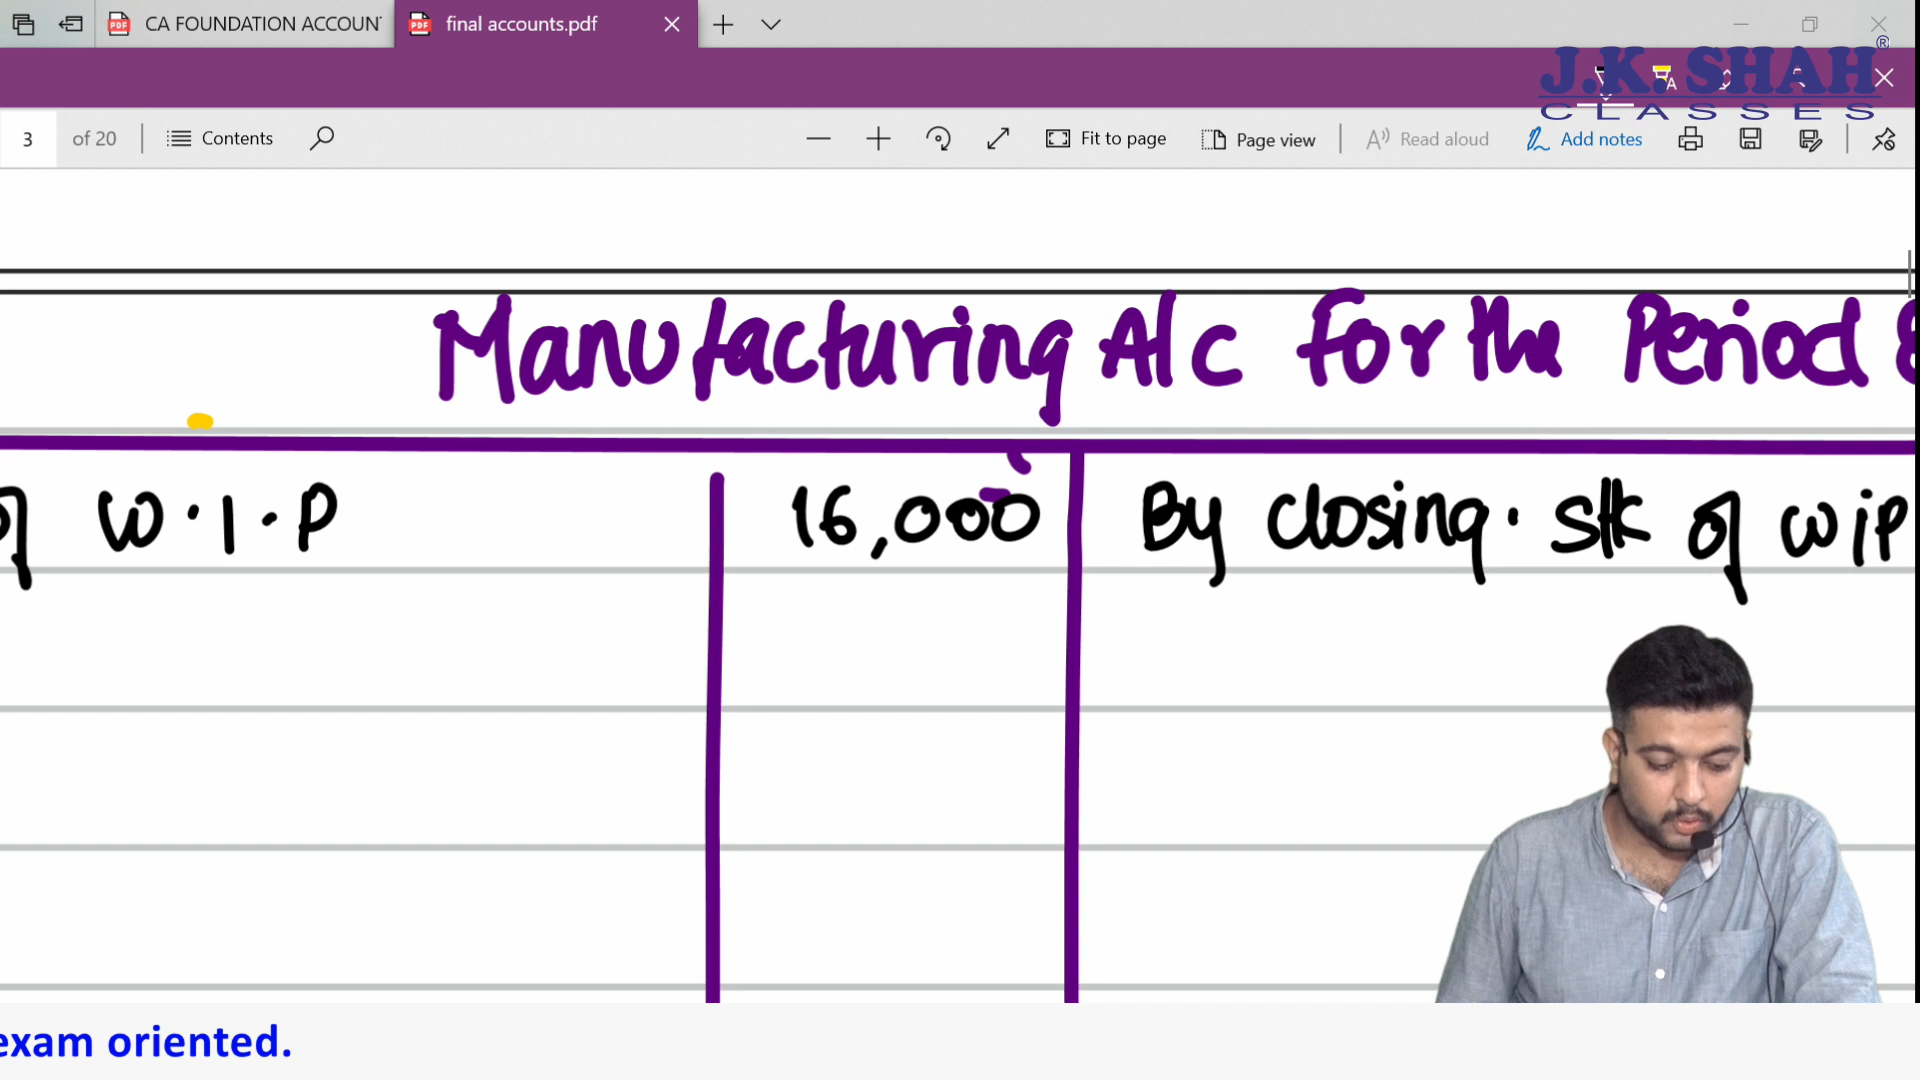 CA FOUNDATION ACCOUN
final accounts.pdf
J.K. SHAH ®
CLASSES
3 of 20 Contents Fit to page Page view Read aloud Add notes
Manufacturing A/c For the Period
of W.I.P 16,000 By closing. stk of wip
exam oriented.